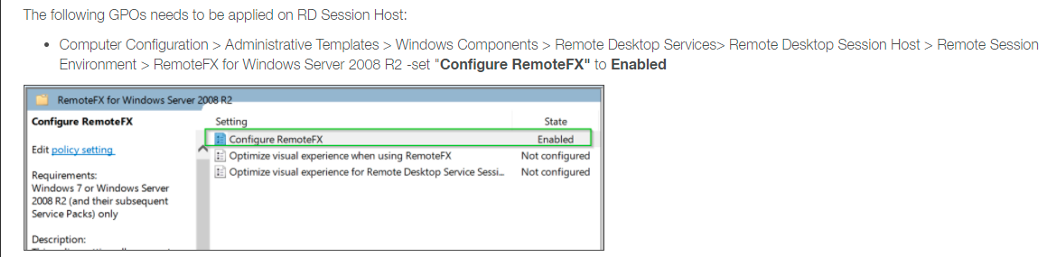 The following GPOs needs to be applied on RD Session Host:
• Computer Configuration > Administrative Templates > Windows Components > Remote Desktop Services> Remote Desktop Session Host > Remote Session
Environment > RemoteFX for Windows Server 2008 R2 -set "Configure RemoteFX" to Enabled
RemoteFX for Windows Server 2008 R2
Configure RemoteFX
Edit policy setting
Requirements:
Windows 7 or Windows Server
2008 R2 (and their subsequent
Service Packs) only
Description:
Setting State
Configure RemoteFX Enabled
Optimize visual experience when using RemoteFX Not configured
Optimize visual experience for Remote Desktop Service Sessi... Not configured